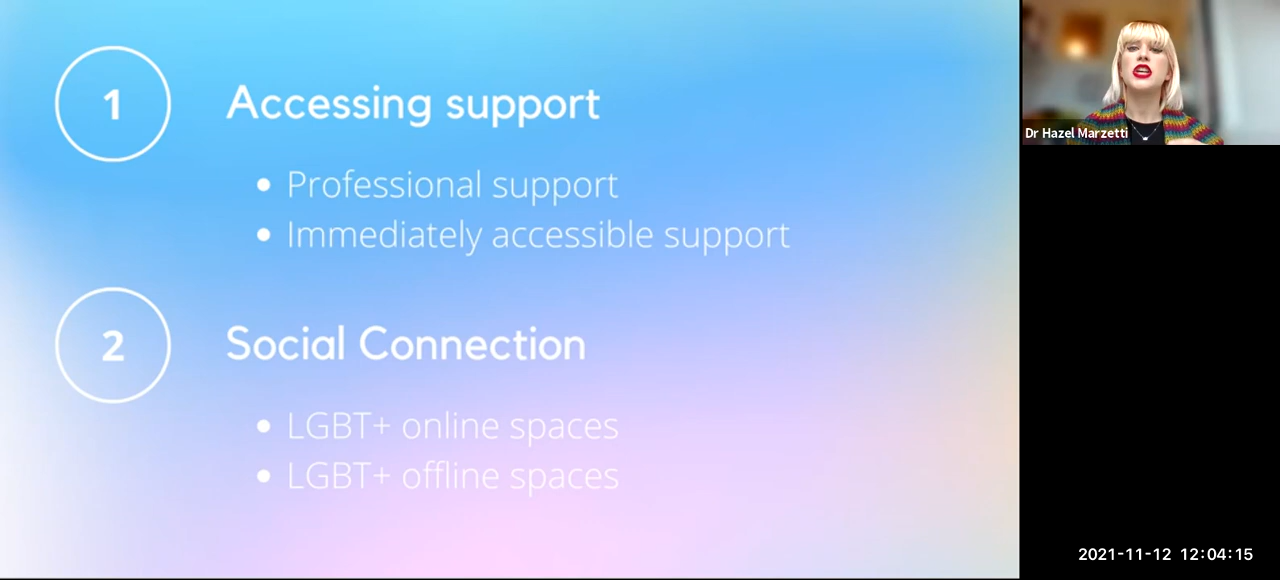 1
Accessing support
Professional support
Immediately accessible support
2
Social Connection
LGBT+ online spaces
LGBT+ offline spaces
Dr Hazel Marzetti
2021-11-12 12:04:15